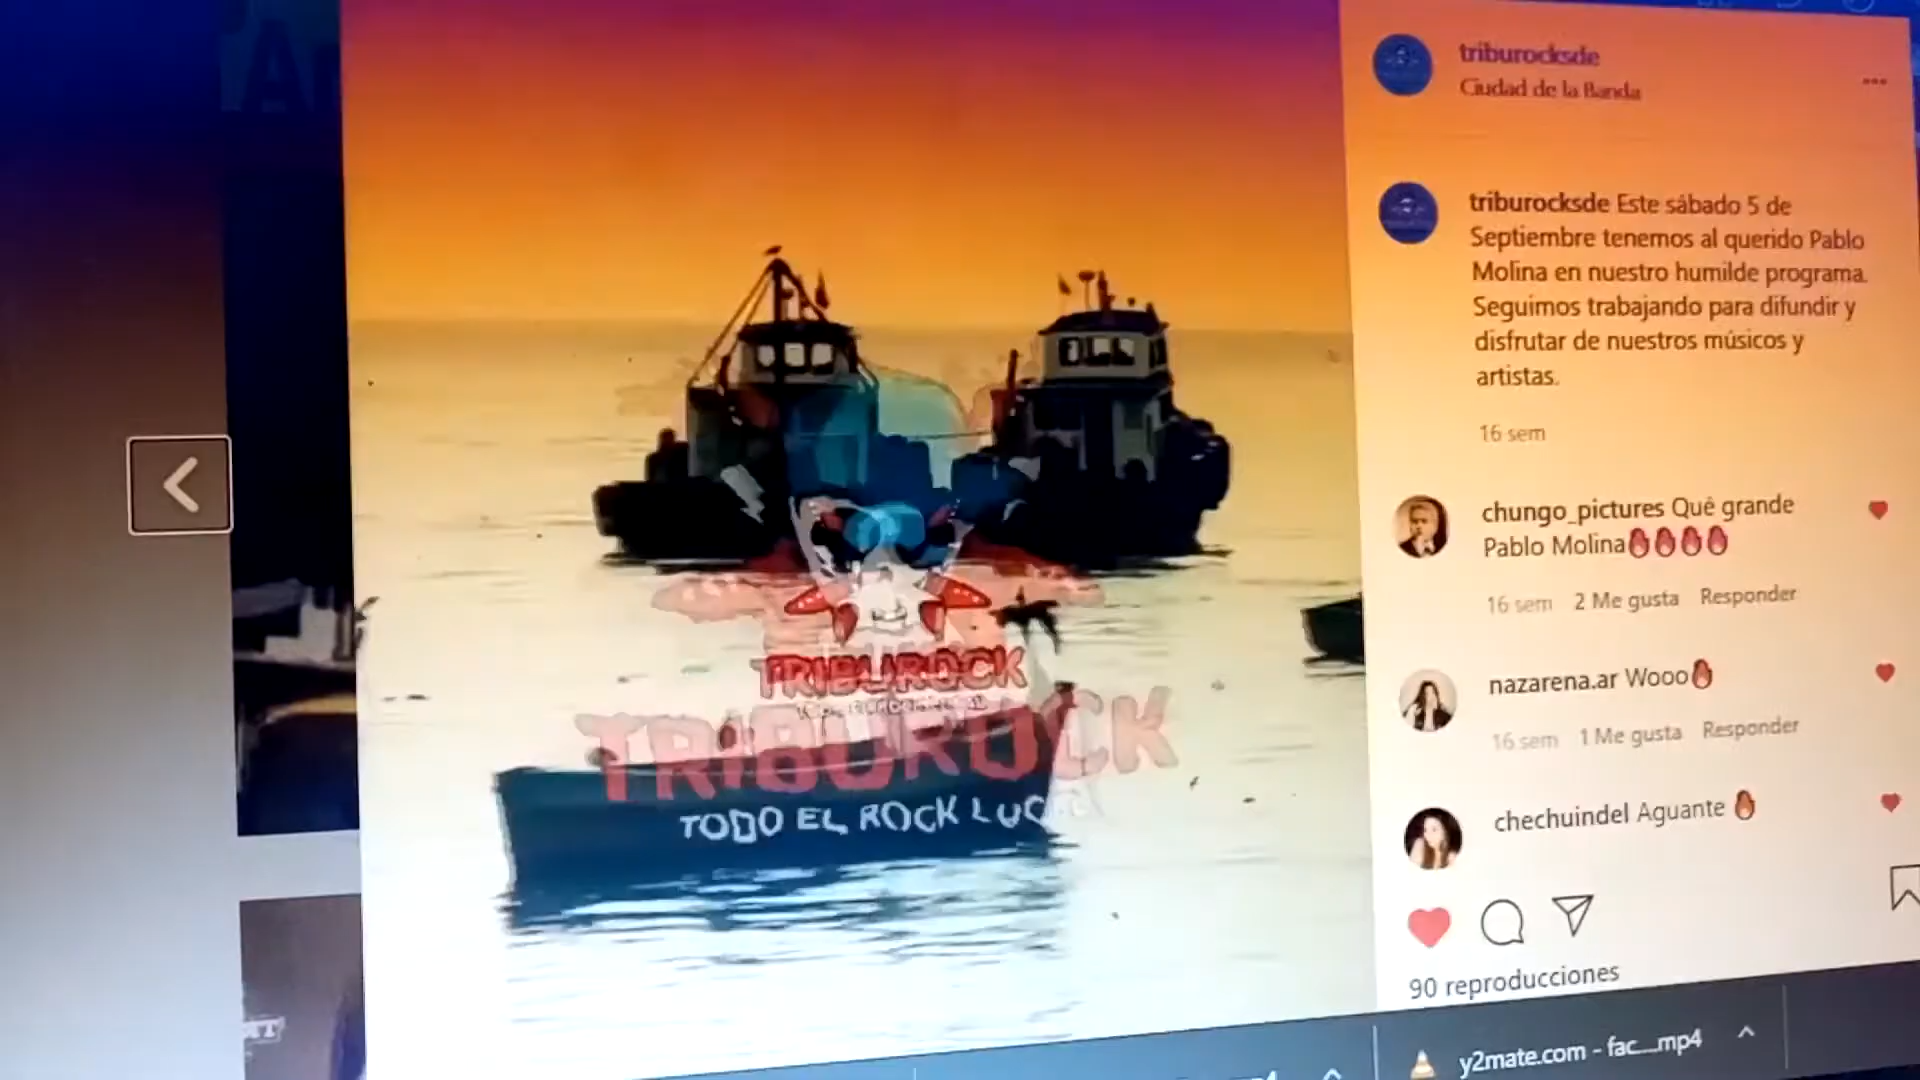 triburocksde
Ciudad de la Banda
triburocksde Este sábado 5 de
Septiembre tenemos al querido Pablo
Molina en nuestro humilde programa.
Seguimos trabajando para difundir y
disfrutar de nuestros músicos y
artistas.
16 sem
chungo_pictures Qué grande
Pablo Molina🔥🔥🔥🔥
16 sem 2 Me gusta Responder
nazarena.ar Wooo🔥
16 sem 1 Me gusta Responder
chechuindel Aguante 🔥
90 reproducciones
TRIBUROCK
TRIBUROCK
TODO EL ROCK
y2mate.com - fac....mp4